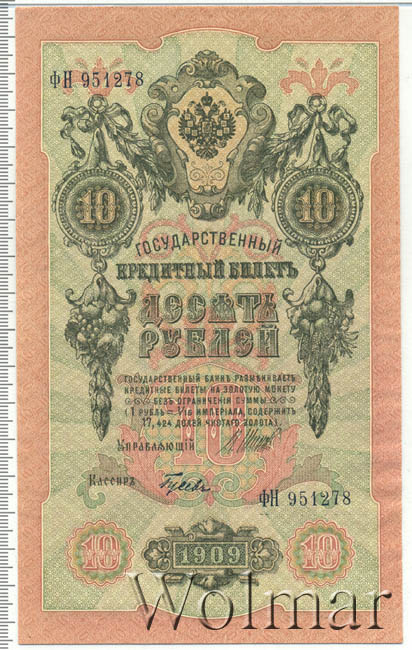 фН 951278
10 10
ГОСУДАРСТВЕННЫЙ
КРЕДИТНЫЙ БИЛЕТЪ
ДЕСЯТЬ
РУБЛЕЙ
ГОСУДАРСТВЕННЫЙ БАНКЪ РАЗМѢНИВАЕТЪ
КРЕДИТНЫЕ БИЛЕТЫ НА ЗОЛОТУЮ МОНЕТУ
БЕЗЪ ОГРАНИЧЕНІЯ СУММЫ
(1 РУБЛЬ = 1/15 ИМПЕРІАЛА, СОДЕРЖИТЪ
17,424 ДОЛЕЙ ЧИСТАГО ЗОЛОТА).
10
Управляющій
Кассиръ
фН 951278
10 1909 10
Wolmar